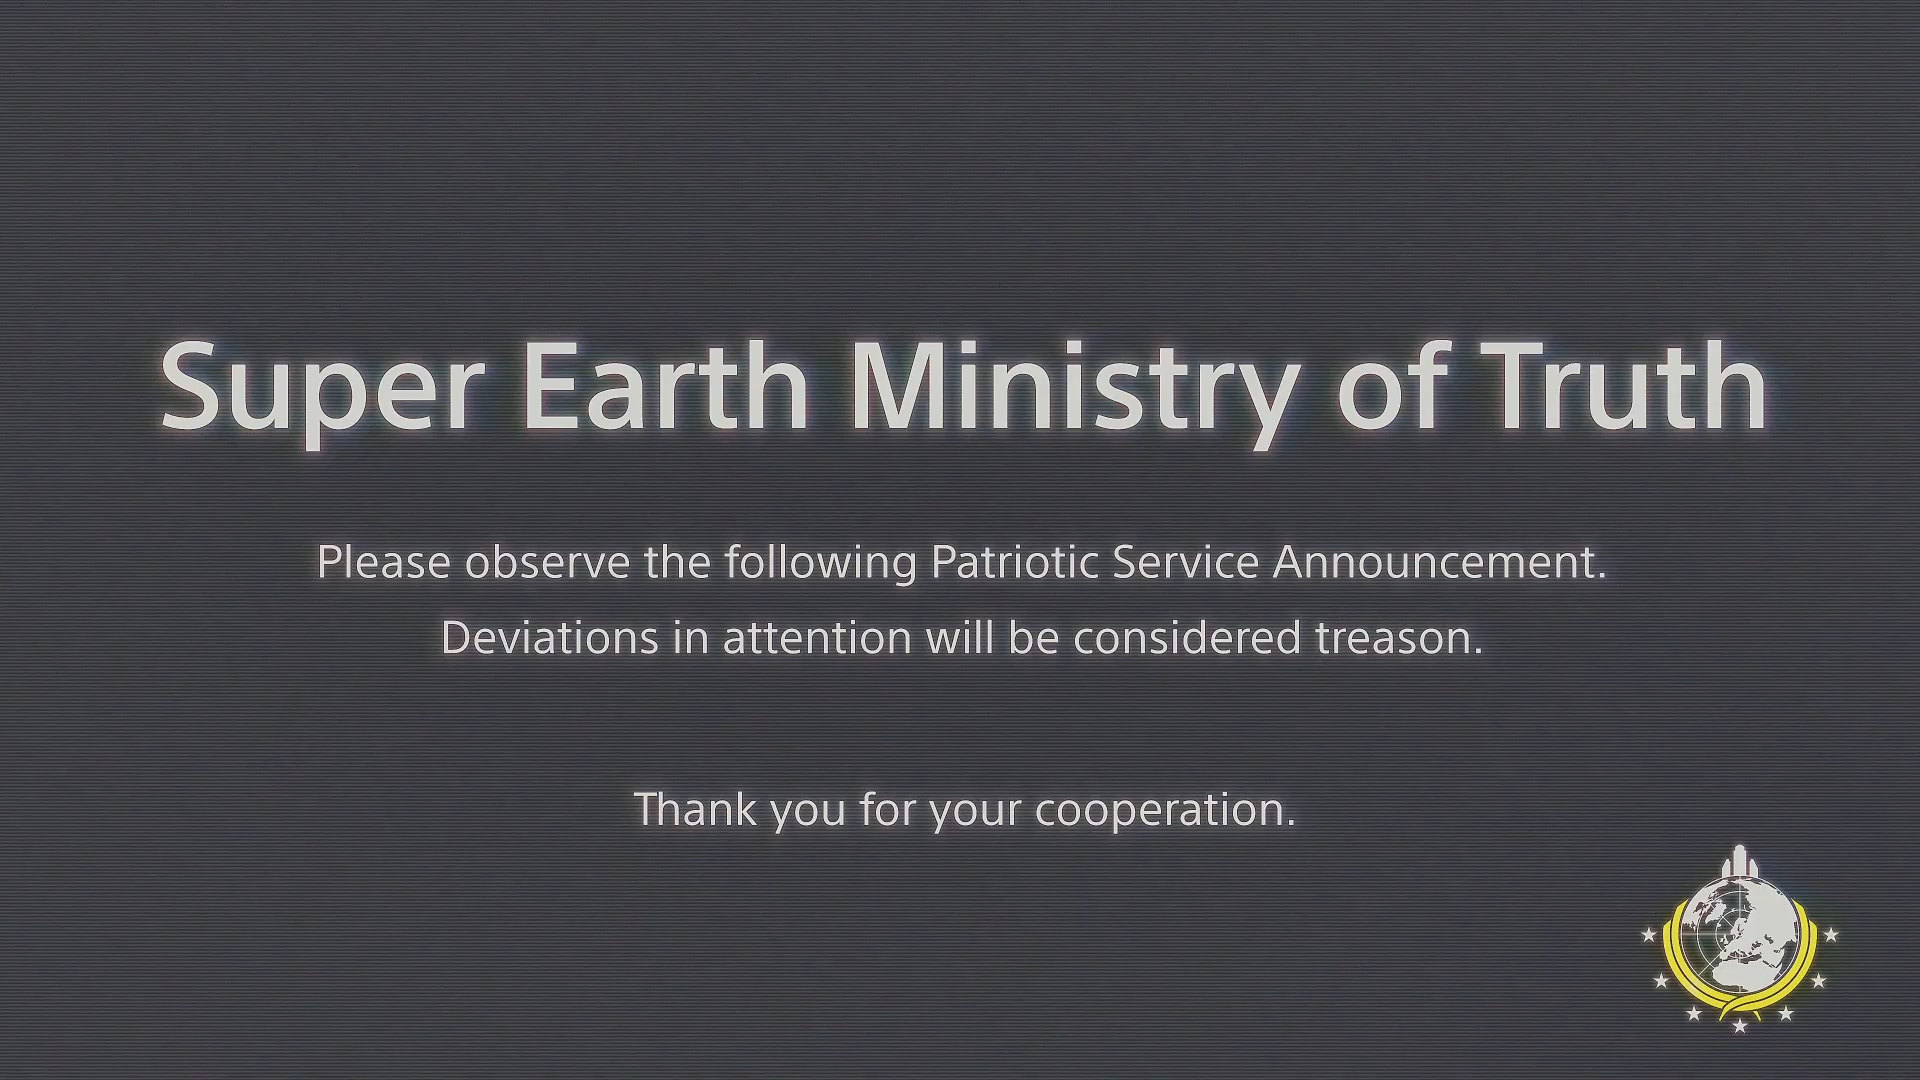 Super Earth Ministry of Truth
Please observe the following Patriotic Service Announcement.
Deviations in attention will be considered treason.
Thank you for your cooperation.